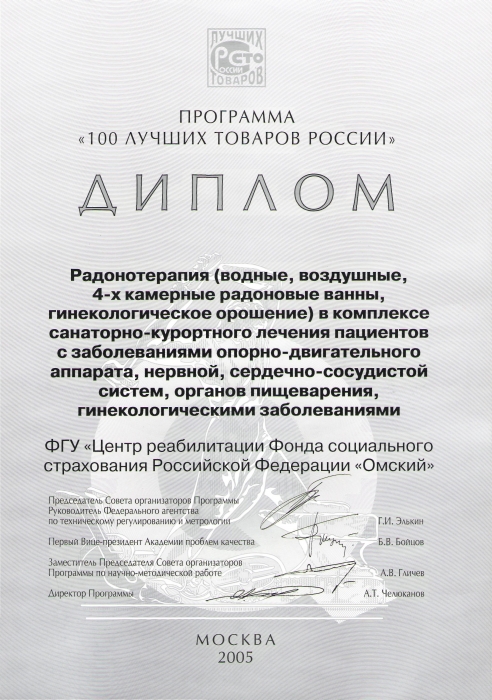 ЛУЧШИХ
РОССИИ СТО
ТОВАРОВ
ПРОГРАММА
«100 ЛУЧШИХ ТОВАРОВ РОССИИ»
ДИПЛОМ
Радонотерапия (водные, воздушные,
4-х камерные радоновые ванны,
гинекологическое орошение) в комплексе
санаторно-курортного лечения пациентов
с заболеваниями опорно-двигательного
аппарата, нервной, сердечно-сосудистой
систем, органов пищеварения,
гинекологическими заболеваниями
ФГУ «Центр реабилитации Фонда социального
страхования Российской Федерации «Омский»
Председатель Совета организаторов Программы
Руководитель Федерального агентства
по техническому регулированию и метрологии Г.И. Элькин
Первый Вице-президент Академии проблем качества Б.В. Бойцов
Заместитель Председателя Совета организаторов
Программы по научно-методической работе А.В. Гличев
Директор Программы А.Т. Челюканов
МОСКВА
2005